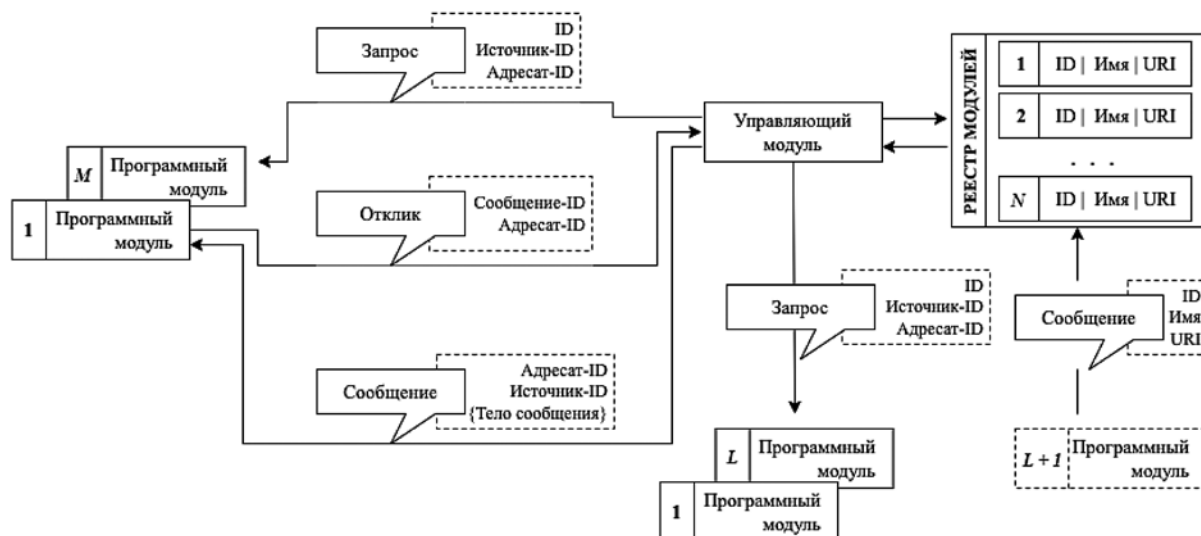 Запрос
ID
Источник-ID
Адресат-ID
Управляющий
модуль
РЕЕСТР МОДУЛЕЙ
1 ID | Имя | URI
2 ID | Имя | URI
. . .
N ID | Имя | URI
M Программный
модуль
1 Программный
модуль
Отклик
Сообщение-ID
Адресат-ID
Запрос
ID
Источник-ID
Адресат-ID
Сообщение
ID
Имя
URI
Сообщение
Адресат-ID
Источник-ID
{Тело сообщения}
L Программный
модуль
1 Программный
модуль
L + 1 Программный
модуль